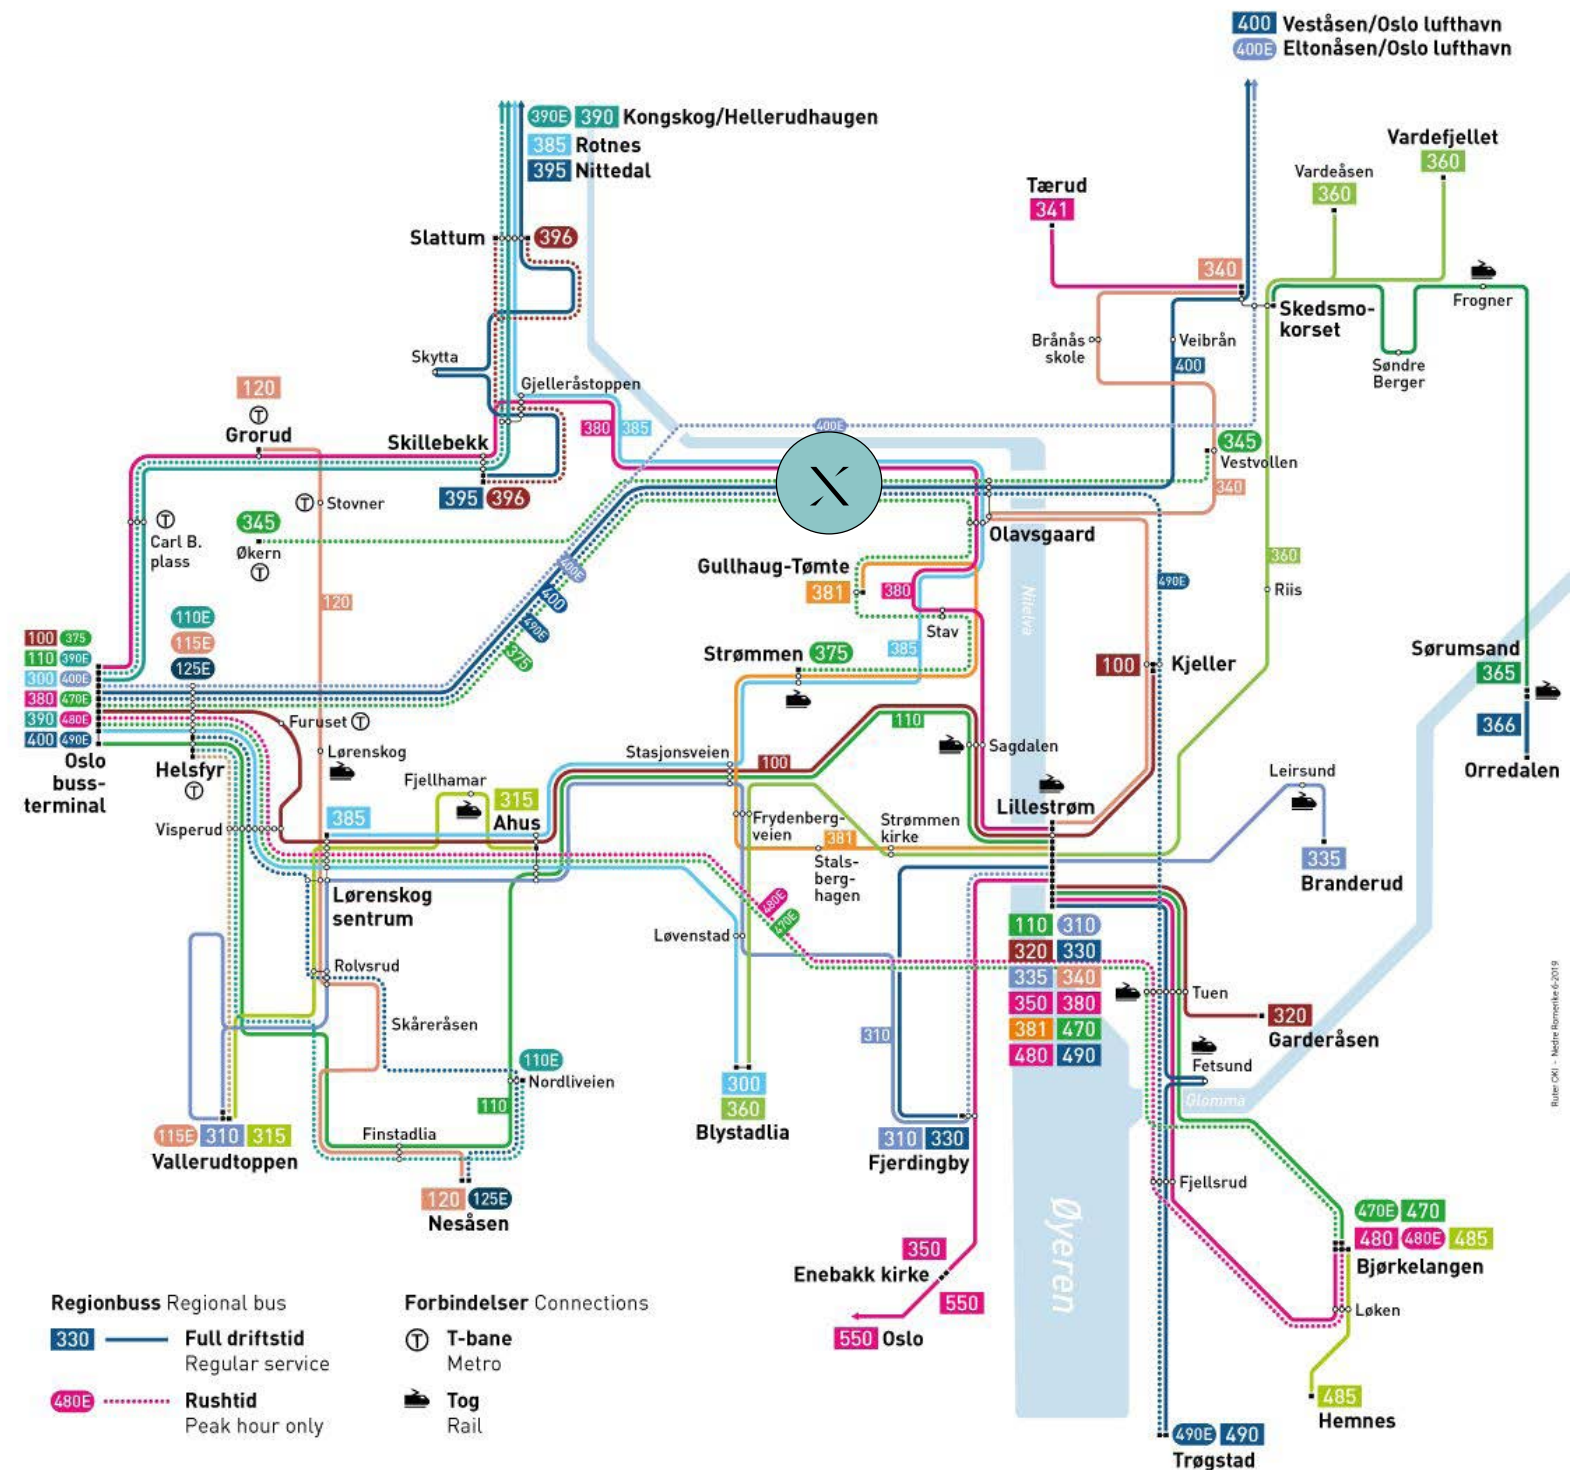 400 Veståsen/Oslo lufthavn
400E Eltonåsen/Oslo lufthavn
390E 390 Kongskog/Hellerudhaugen
385 Rotnes
395 Nittedal
Vardefjellet
360
Vardeåsen
360
Tærud
341
Slattum
396
340
Frogner
Skedsmo-
korset
Brånås
skole
Veibrån
400
Søndre
Berger
Skytta
Gjelleråstoppen
120
Grorud
Skillebekk
380
385
400E
345
Vestvollen
340
395 396
Stovner
345
Økern
Carl B.
plass
X
Olavsgaard
Gullhaug-Tømte
381
380
Nitelva
490E
360
Riis
400E
400
490E
375
120
110E
115E
125E
100 375
110 390E
300 400E
380 470E
390 480E
400 490E
Oslo
buss-
terminal
Stav
385
Strømmen 375
100
Kjeller
Sørumsand
365
366
Orredalen
Furuset
Lørenskog
Helsfyr
Stasjonsveien
110
100
Sagdalen
Leirsund
Fjellhamar
315
Ahus
385
Visperud
Lillestrøm
Frydenberg-
veien
Strømmen
kirke
381
Stals-
berg-
hagen
335
Branderud
Lørenskog
sentrum
480E
470E
Løvenstad
110 310
320 330
335 340
350 380
381 470
480 490
Rolvsrud
Skåreråsen
Tuen
320
Garderåsen
310
Fetsund
Glomma
110E
Nordliveien
110
300
360
Blystadlia
Finstadlia
115E 310 315
Vallerudtoppen
310 330
Fjerdingby
120 125E
Nesåsen
Fjellsrud
470E 470
480 480E 485
Bjørkelangen
Øyeren
350
Enebakk kirke
550
550 Oslo
Løken
485
Hemnes
490E 490
Trøgstad
Regionbuss Regional bus
330 Full driftstid
Regular service
480E Rushtid
Peak hour only
Forbindelser Connections
T T-bane
Metro
Tog
Rail
Ruter OKI - Nedre Romerike 6-2019